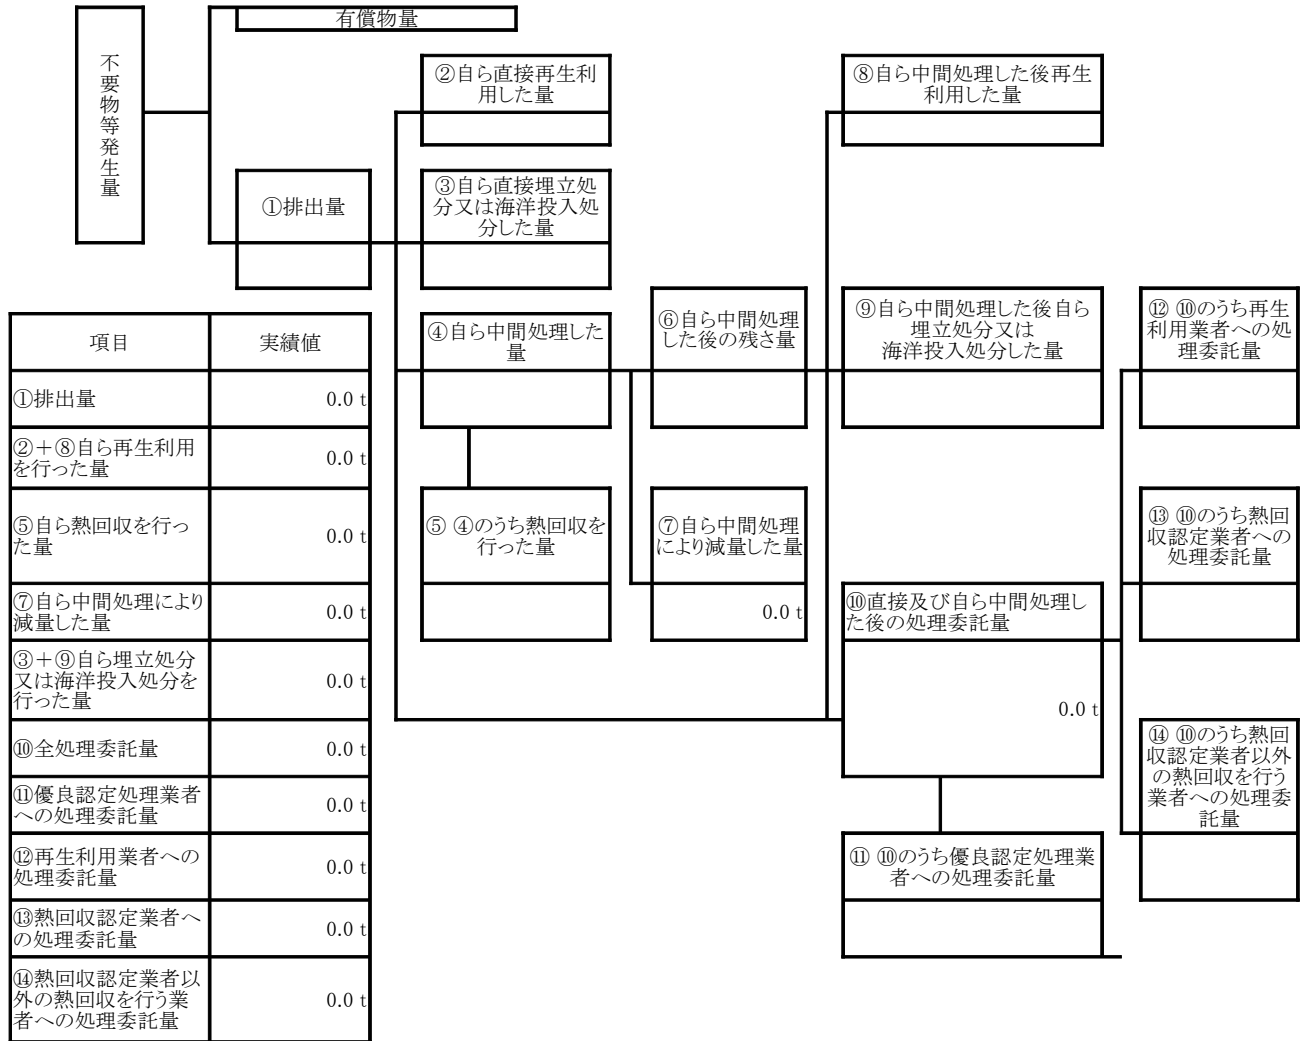 有償物量
不要物等発生量
②自ら直接再生利
用した量
⑧自ら中間処理した後再生
利用した量
①排出量
③自ら直接埋立処
分又は海洋投入処
分した量
④自ら中間処理した
量
⑥自ら中間処理
した後の残さ量
⑨自ら中間処理した後自ら
埋立処分又は
海洋投入処分した量
⑫ ⑩のうち再生
利用業者への処
理委託量
⑤ ④のうち熱回収を
行った量
⑦自ら中間処理
により減量した量
0.0 t
⑬ ⑩のうち熱回
収認定業者への
処理委託量
⑩直接及び自ら中間処理し
た後の処理委託量
0.0 t
⑭ ⑩のうち熱回
収認定業者以外
の熱回収を行う
業者への処理委
託量
⑪ ⑩のうち優良認定処理業
者への処理委託量
項目 実績値
①排出量 0.0 t
②＋⑧自ら再生利用
を行った量 0.0 t
⑤自ら熱回収を行っ
た量 0.0 t
⑦自ら中間処理により
減量した量 0.0 t
③＋⑨自ら埋立処分
又は海洋投入処分を
行った量 0.0 t
⑩全処理委託量 0.0 t
⑪優良認定処理業者
への処理委託量 0.0 t
⑫再生利用業者への
処理委託量 0.0 t
⑬熱回収認定業者へ
の処理委託量 0.0 t
⑭熱回収認定業者以
外の熱回収を行う業
者への処理委託量 0.0 t